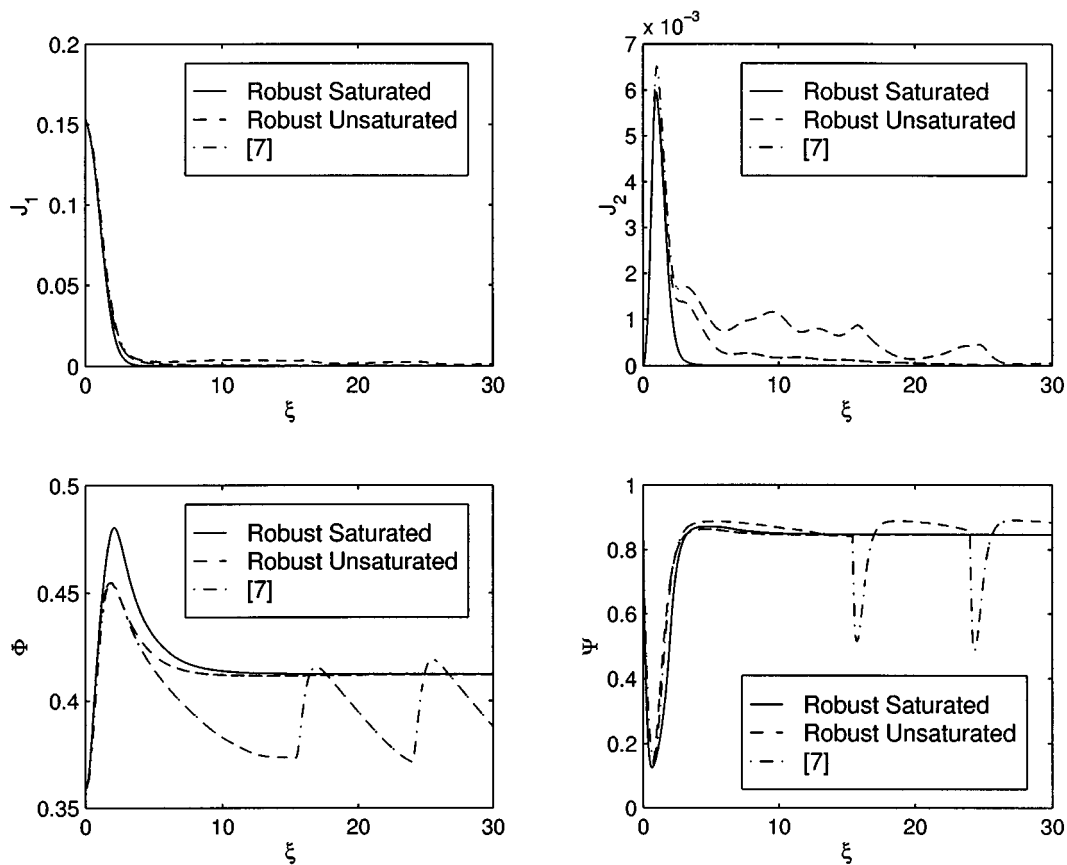 0.2
0.15
0.1
0.05
0
J1
Robust Saturated
Robust Unsaturated
[7]
0 10 20 30
ξ
× 10⁻³
7
6
5
4
3
2
1
0
J2
Robust Saturated
Robust Unsaturated
[7]
0 10 20 30
ξ
0.5
0.45
0.4
0.35
Φ
Robust Saturated
Robust Unsaturated
[7]
0 10 20 30
ξ
1
0.8
0.6
0.4
0.2
0
Ψ
Robust Saturated
Robust Unsaturated
[7]
0 10 20 30
ξ